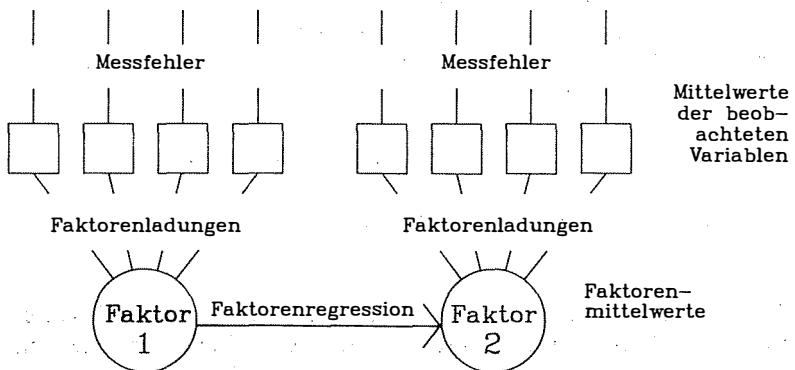 Messfehler
Messfehler
Mittelwerte
der beob-
achteten
Variablen
Faktorenladungen
Faktorenladungen
Faktor
1
Faktorenregression
Faktor
2
Faktoren-
mittelwerte